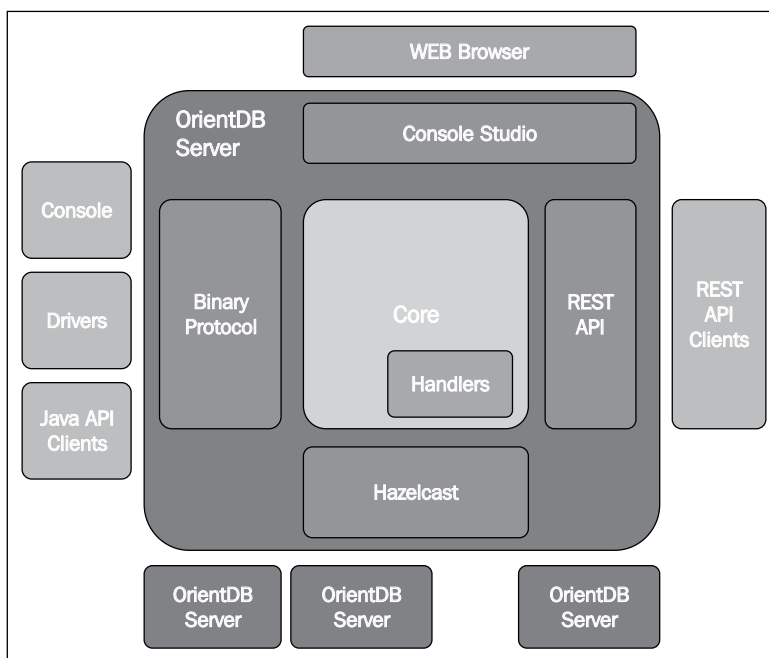 WEB Browser
OrientDB
Server
Console Studio
Console
Drivers
Java API
Clients
Binary
Protocol
Core
Handlers
REST
API
REST
API
Clients
Hazelcast
OrientDB
Server
OrientDB
Server
OrientDB
Server